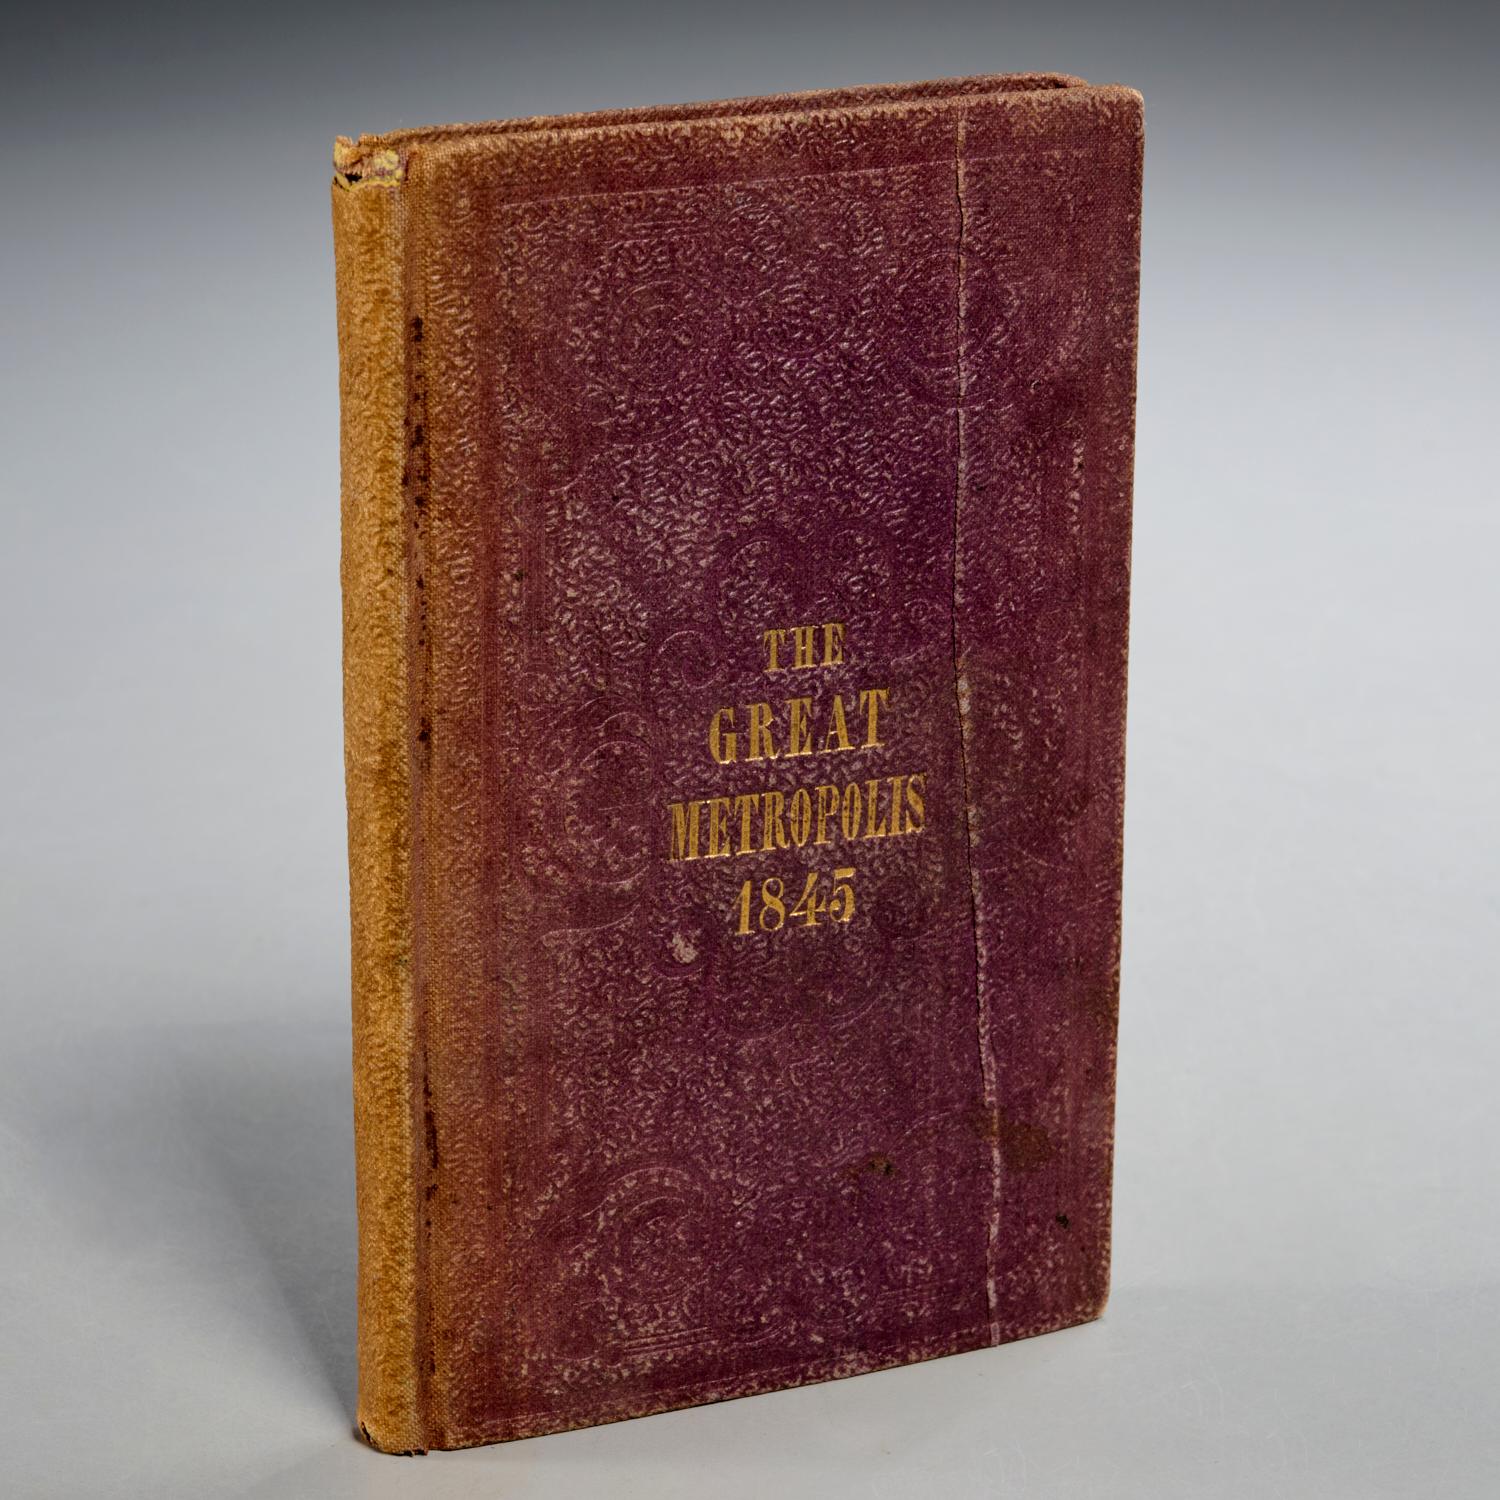 THE
GREAT
METROPOLIS
1845